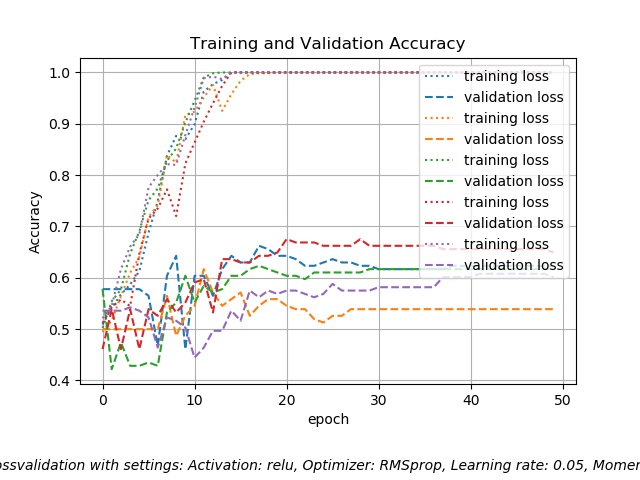 Training and Validation Accuracy
1.0
0.9
0.8
0.7
0.6
0.5
0.4
Accuracy
training loss
validation loss
training loss
validation loss
training loss
validation loss
training loss
validation loss
training loss
validation loss
0 10 20 30 40 50
epoch
ossvalidation with settings: Activation: relu, Optimizer: RMSprop, Learning rate: 0.05, Momen